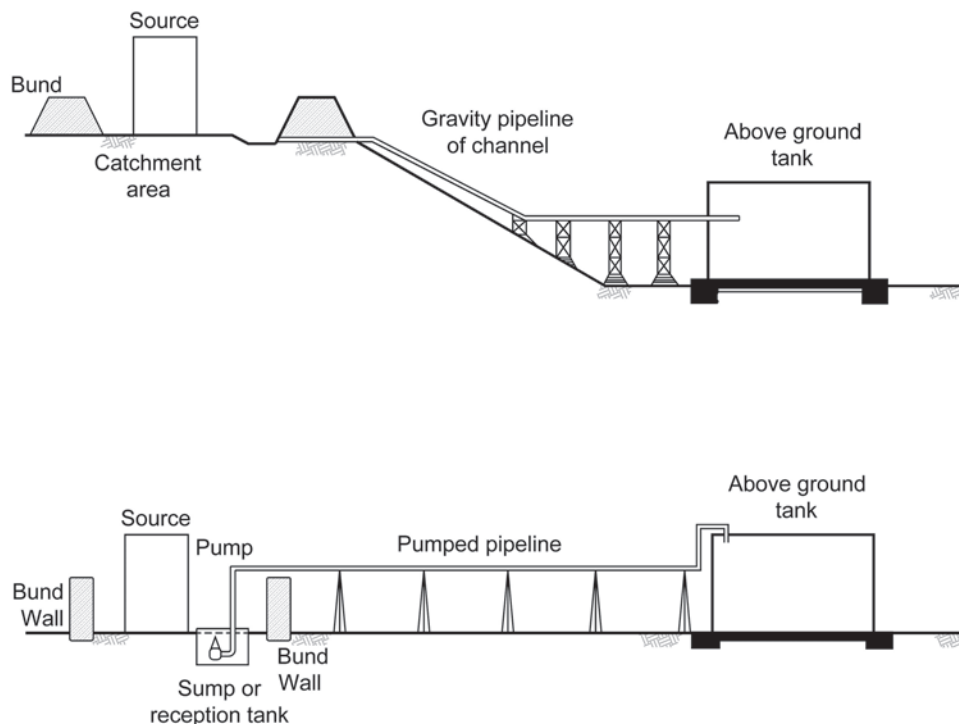 Source
Bund
Catchment
area
Gravity pipeline
of channel
Above ground
tank
Source
Pump
Bund
Wall
Pumped pipeline
Above ground
tank
Bund
Wall
Sump or
reception tank